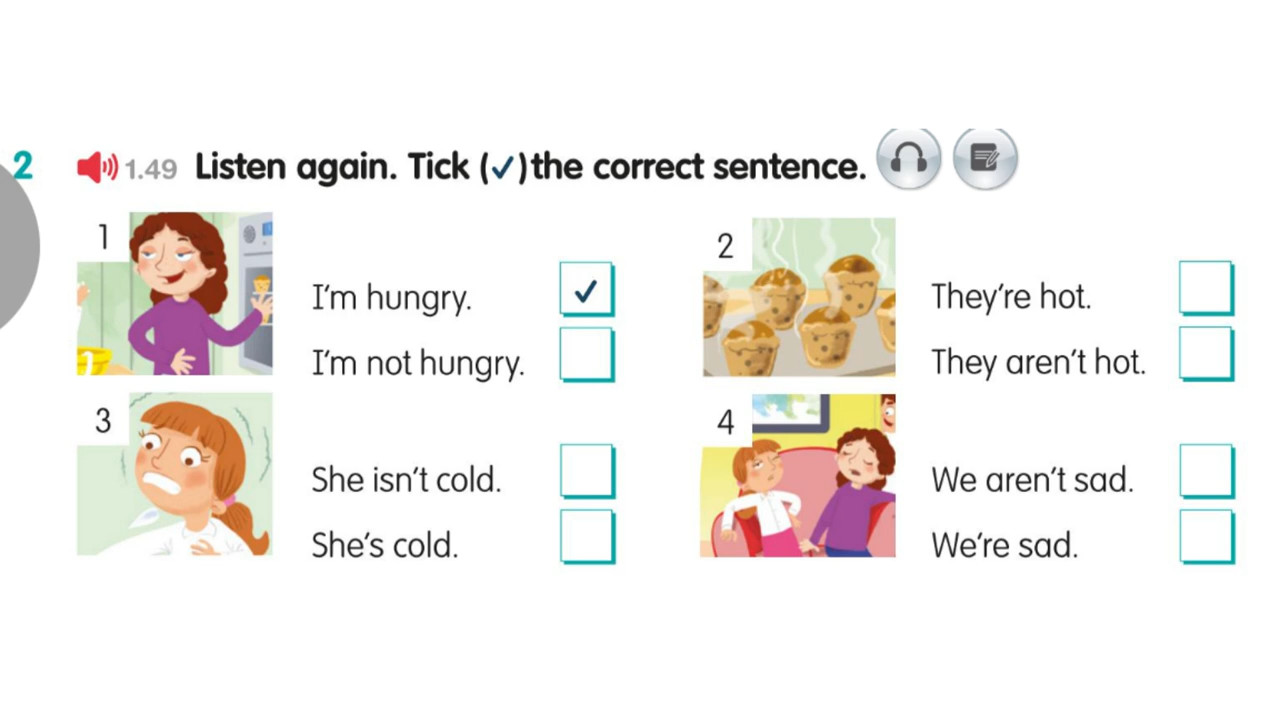 2 1.49 Listen again. Tick (✓) the correct sentence.
1
I'm hungry. ✓
I'm not hungry.
2
They're hot.
They aren't hot.
3
She isn't cold.
She's cold.
4
We aren't sad.
We're sad.